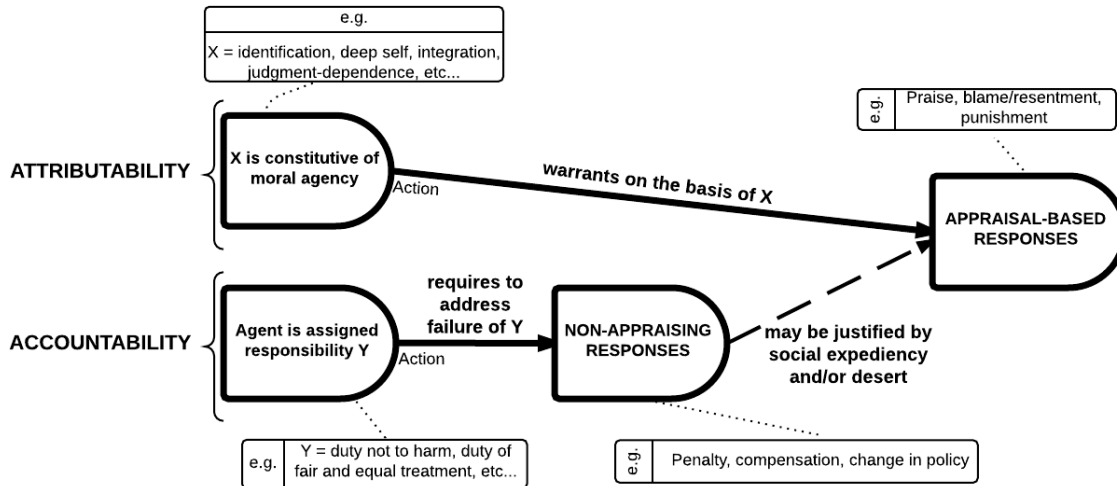 e.g.
X = identification, deep self, integration,
judgment-dependence, etc...
e.g.
Praise, blame/resentment,
punishment
ATTRIBUTABILITY
X is constitutive of
moral agency
Action
warrants on the basis of X
APPRAISAL-BASED
RESPONSES
ACCOUNTABILITY
Agent is assigned
responsibility Y
Action
requires to
address
failure of Y
NON-APPRAISING
RESPONSES
may be justified by
social expediency
and/or desert
e.g.
Y = duty not to harm, duty of
fair and equal treatment, etc...
e.g.
Penalty, compensation, change in policy